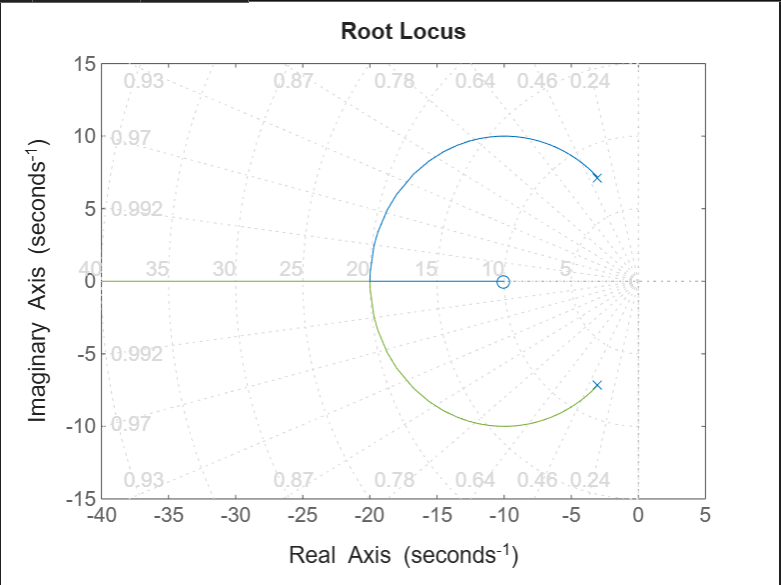 Root Locus
15
0.93 0.87 0.78 0.64 0.46 0.24
10
0.97
5
0.992
40 35 30 25 20 15 10 5
0
-5
0.992
-10
0.97
0.93 0.87 0.78 0.64 0.46 0.24
-15
-40 -35 -30 -25 -20 -15 -10 -5 0 5
Real Axis (seconds⁻¹)
Imaginary Axis (seconds⁻¹)